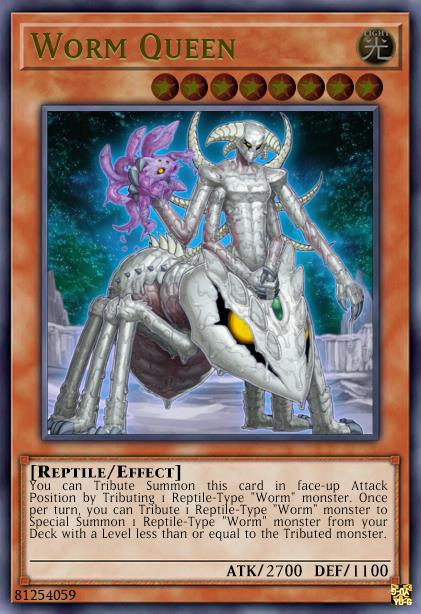 Worm Queen
LIGHT
光
[Reptile/Effect]
You can Tribute Summon this card in face-up Attack
Position by Tributing 1 Reptile-Type "Worm" monster. Once
per turn, you can Tribute 1 Reptile-Type "Worm" monster to
Special Summon 1 Reptile-Type "Worm" monster from your
Deck with a Level less than or equal to the Tributed monster.
ATK/2700 DEF/1100
81254059